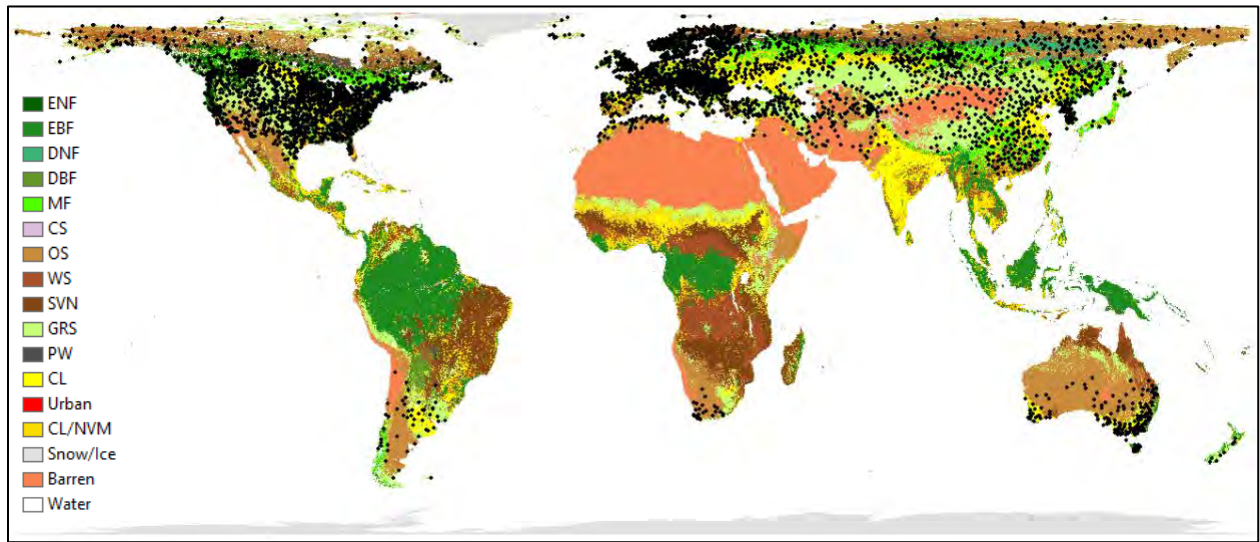 ENF
EBF
DNF
DBF
MF
CS
OS
WS
SVN
GRS
PW
CL
Urban
CL/NVM
Snow/Ice
Barren
Water